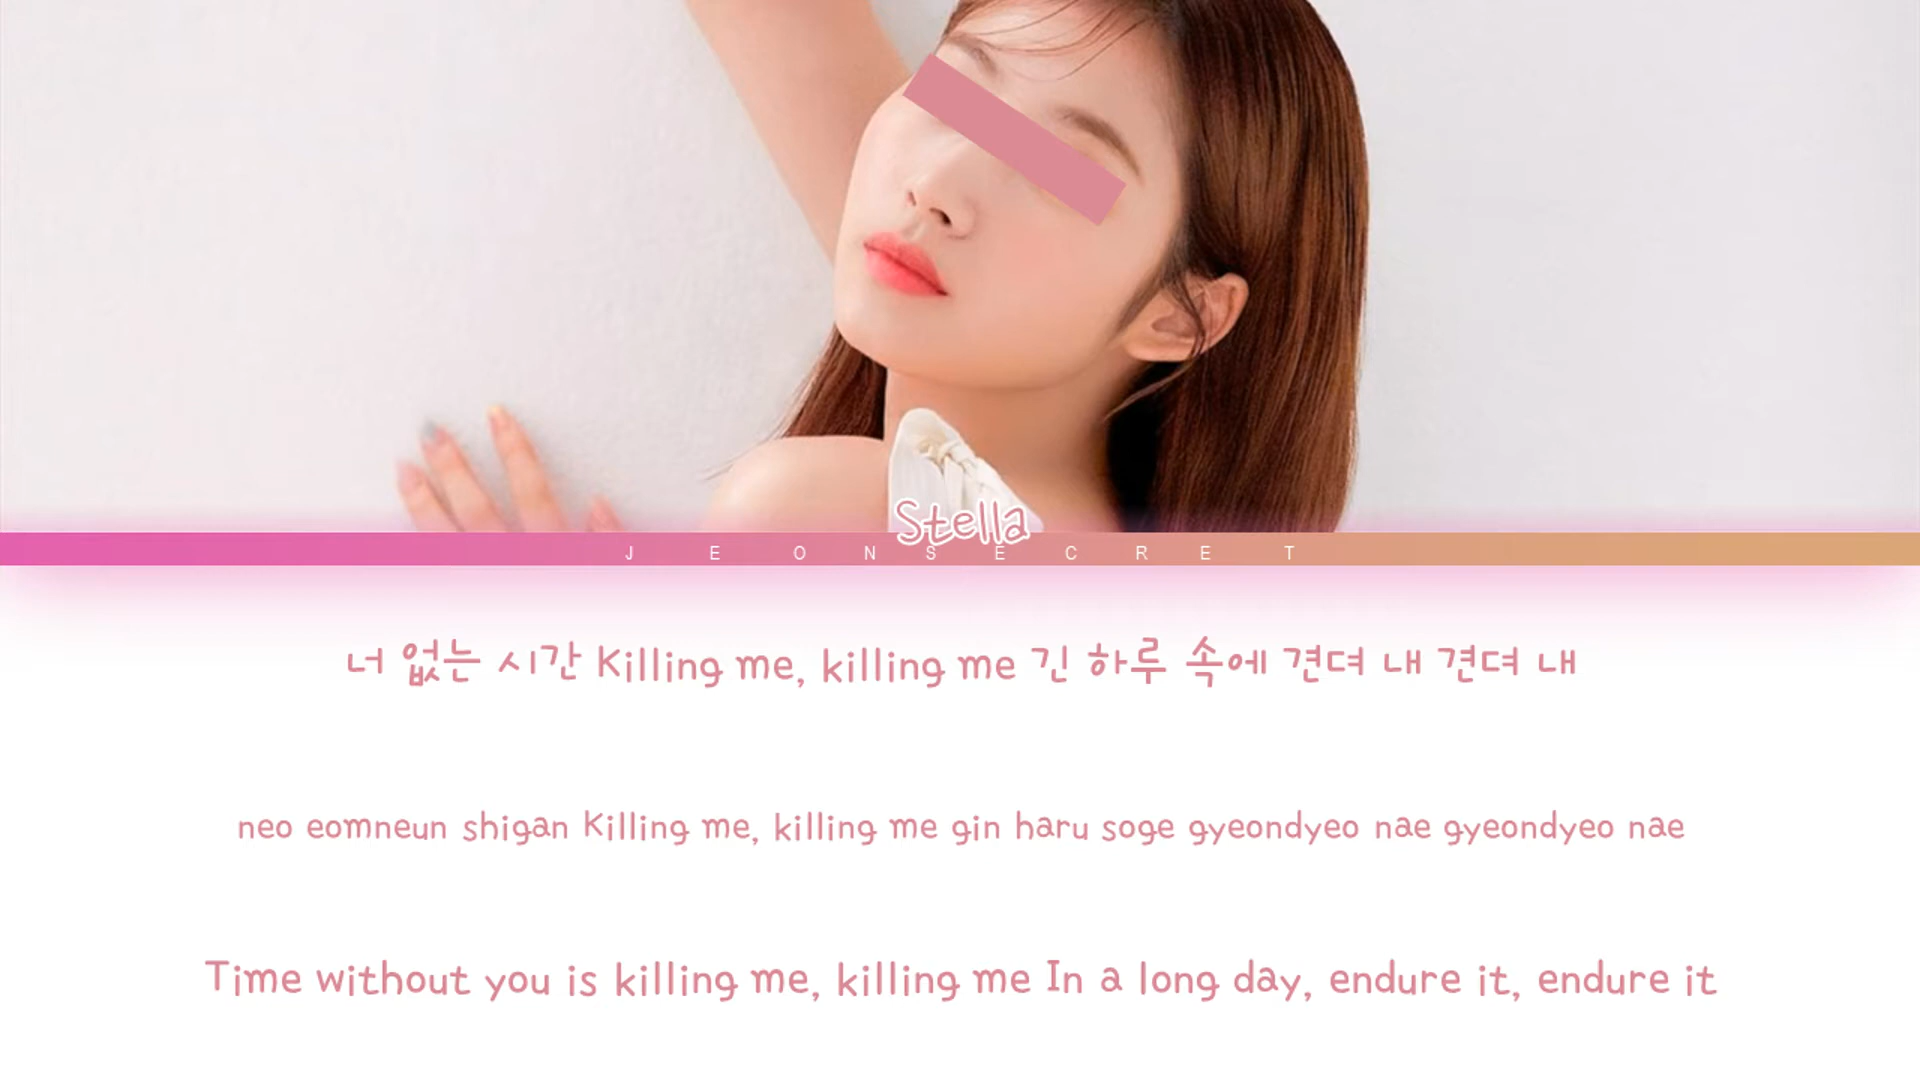 Stella
JEONSECRET
너 없는 시간 Killing me, killing me 긴 하루 속에 견뎌 내 견뎌 내
neo eomneun shigan Killing me, killing me gin haru soge gyeondyeo nae gyeondyeo nae
Time without you is killing me, killing me In a long day, endure it, endure it